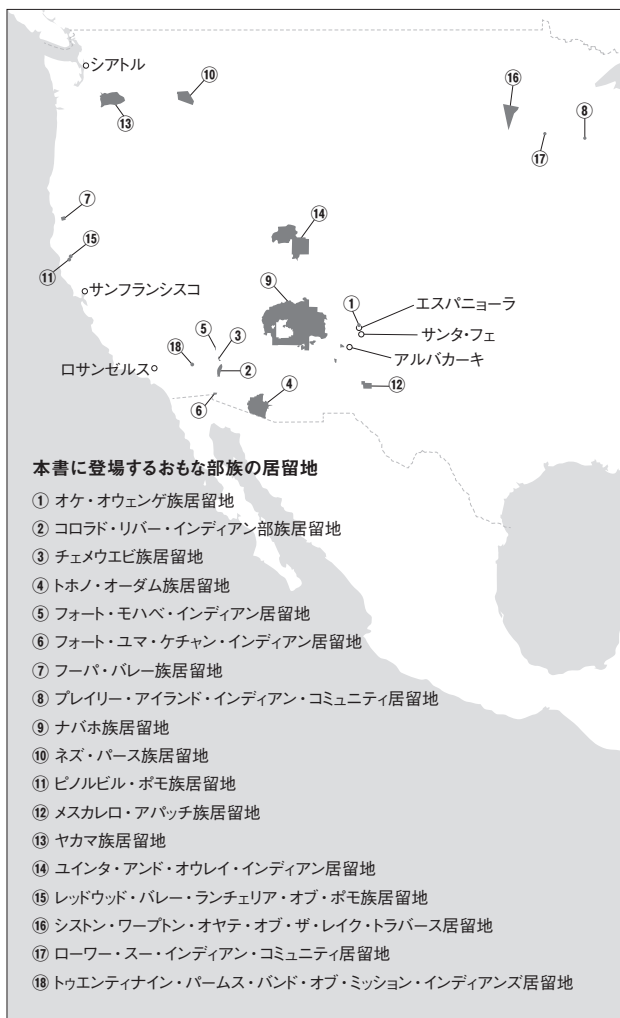 シアトル
⑩
⑯
⑧
⑬
⑰
⑦
⑭
⑮
⑪
サンフランシスコ
⑨
①
エスパニョーラ
サンタ・フェ
アルバカーキ
⑤
③
⑱
ロサンゼルス
②
④
⑫
⑥
本書に登場するおもな部族の居留地
① オケ・オウェンゲ族居留地
② コロラド・リバー・インディアン部族居留地
③ チェメウエビ族居留地
④ トホノ・オーダム族居留地
⑤ フォート・モハベ・インディアン居留地
⑥ フォート・ユマ・ケチャン・インディアン居留地
⑦ フーパ・バレー族居留地
⑧ プレイリー・アイランド・インディアン・コミュニティ居留地
⑨ ナバホ族居留地
⑩ ネズ・パース族居留地
⑪ ピノルビル・ポモ族居留地
⑫ メスカレロ・アパッチ族居留地
⑬ ヤカマ族居留地
⑭ ユインタ・アンド・オウレイ・インディアン居留地
⑮ レッドウッド・バレー・ランチェリア・オブ・ポモ族居留地
⑯ シストン・ワープトン・オヤテ・オブ・ザ・レイク・トラバース居留地
⑰ ローワー・スー・インディアン・コミュニティ居留地
⑱ トゥエンティナイン・パームス・バンド・オブ・ミッション・インディアンズ居留地